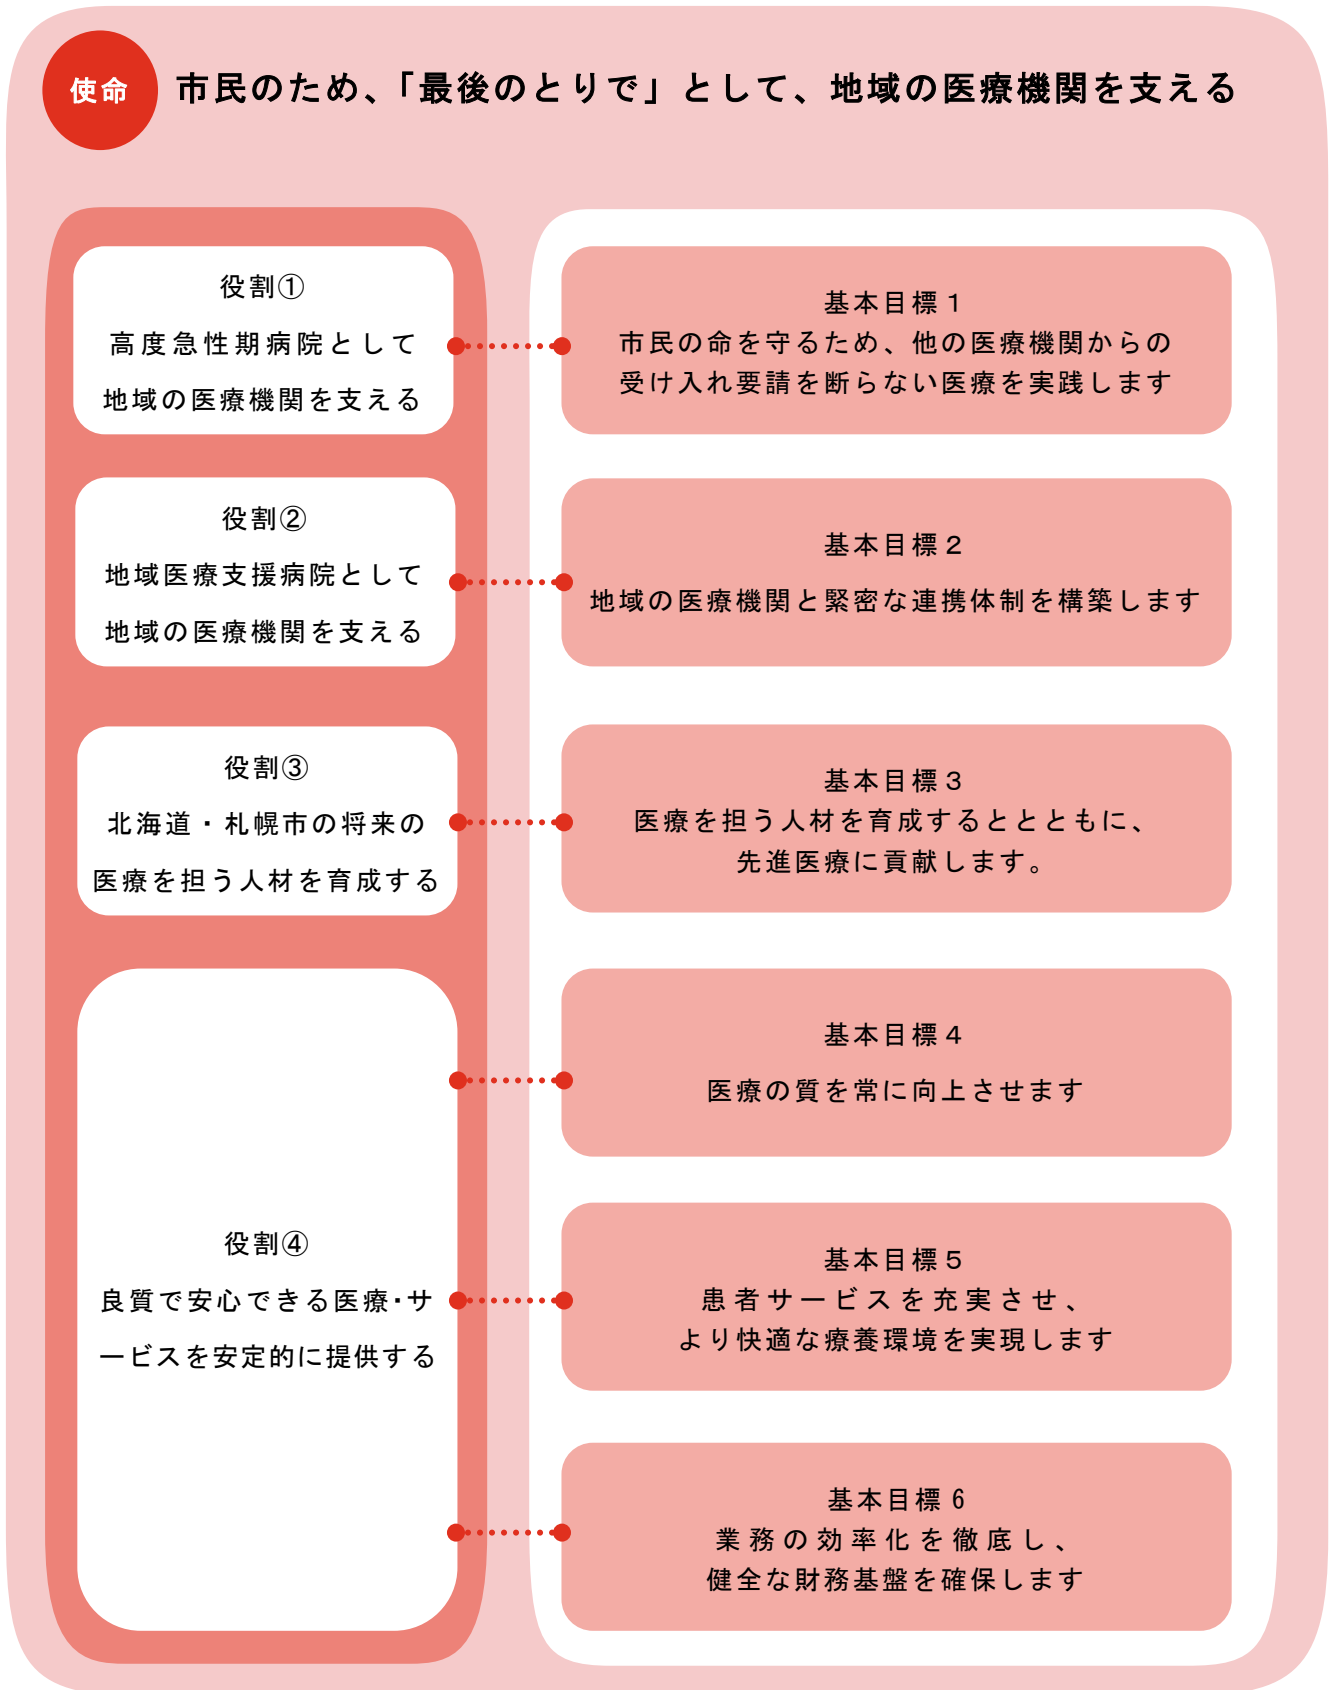 使命
市民のため、「最後のとりで」として、地域の医療機関を支える
役割①
高度急性期病院として
地域の医療機関を支える
基本目標１
市民の命を守るため、他の医療機関からの
受け入れ要請を断らない医療を実践します
役割②
地域医療支援病院として
地域の医療機関を支える
基本目標２
地域の医療機関と緊密な連携体制を構築します
役割③
北海道・札幌市の将来の
医療を担う人材を育成する
基本目標３
医療を担う人材を育成するととともに、
先進医療に貢献します。
役割④
良質で安心できる医療・サ
ービスを安定的に提供する
基本目標４
医療の質を常に向上させます
基本目標５
患者サービスを充実させ、
より快適な療養環境を実現します
基本目標６
業務の効率化を徹底し、
健全な財務基盤を確保します